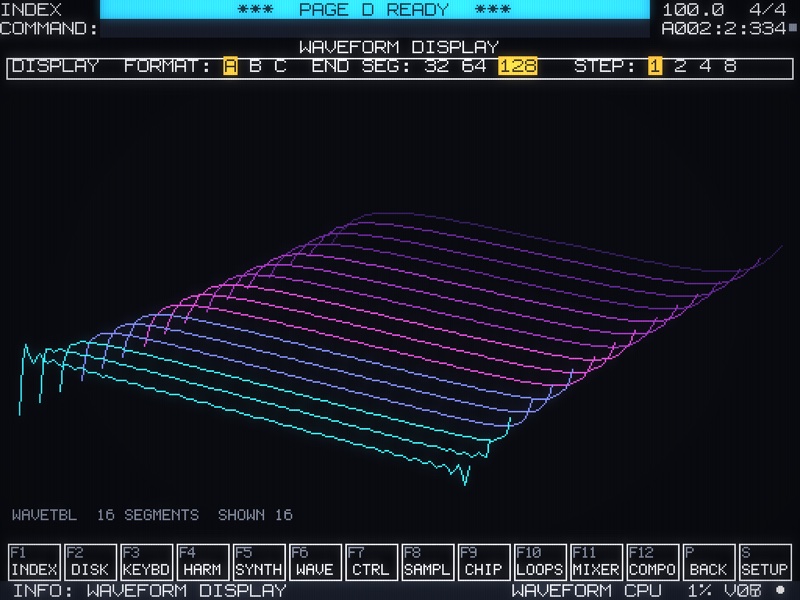 INDEX *** PAGE D READY *** 100.0 4/4
COMMAND: A002:2:334
WAVEFORM DISPLAY
DISPLAY FORMAT: A B C END SEG: 32 64 128 STEP: 1 2 4 8
WAVETBL 16 SEGMENTS SHOWN 16
F1 F2 F3 F4 F5 F6 F7 F8 F9 F10 F11 F12 P S
INDEX DISK KEYBD HARM SYNTH WAVE CTRL SAMPL CHIP LOOPS MIXER COMPO BACK SETUP
INFO: WAVEFORM DISPLAY WAVEFORM CPU 1%